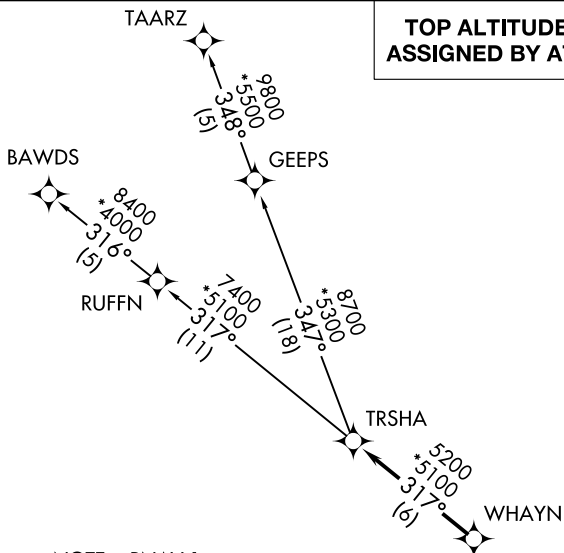 TAARZ
TOP ALTITUDE
ASSIGNED BY
9800
*5500
348°
(5)
GEEPS
BAWDS
8400
*4000
316°
(5)
RUFFN
7400
*5100
317°
(11)
8700
*5300
347°
(18)
TRSHA
5200
*5100
317°
(6)
WHAYN